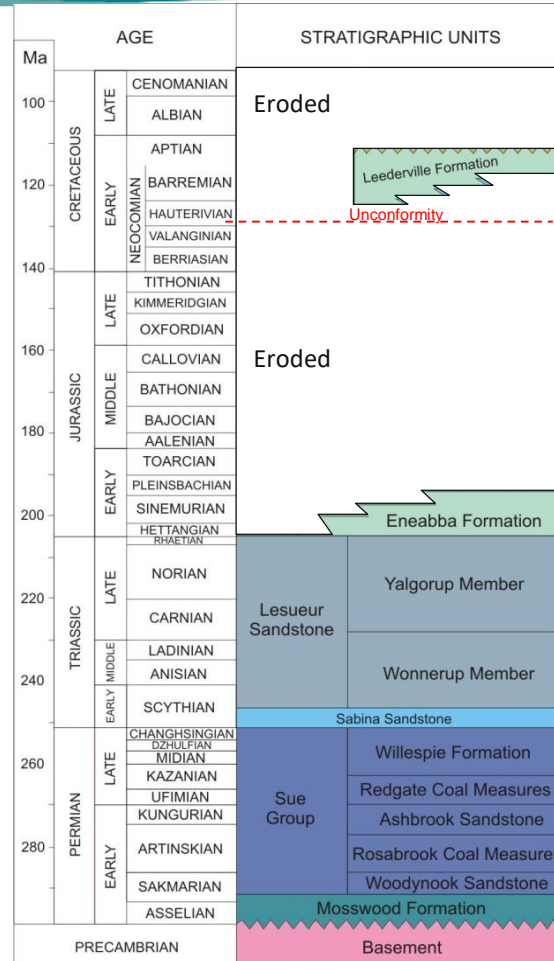 AGE
STRATIGRAPHIC UNITS
Ma
100
120
140
160
180
200
220
240
260
280
CRETACEOUS
LATE
CENOMANIAN
ALBIAN
EARLY
APTIAN
NEOCOMIAN
BARREMIAN
HAUTERIVIAN
VALANGINIAN
BERRIASIAN
JURASSIC
LATE
TITHONIAN
KIMMERIDGIAN
OXFORDIAN
MIDDLE
CALLOVIAN
BATHONIAN
BAJOCIAN
AALENIAN
EARLY
TOARCIAN
PLEINSBACHIAN
SINEMURIAN
HETTANGIAN
TRIASSIC
LATE
RHAETIAN
NORIAN
CARNIAN
MIDDLE
LADINIAN
ANISIAN
EARLY
SCYTHIAN
PERMIAN
LATE
CHANGHSINGIAN
DZHULFIAN
MIDIAN
KAZANIAN
UFIMIAN
EARLY
KUNGURIAN
ARTINSKIAN
SAKMARIAN
ASSELIAN
PRECAMBRIAN
Eroded
Leederville Formation
Unconformity
Eroded
Eneabba Formation
Lesueur
Sandstone
Yalgorup Member
Wonnerup Member
Sabina Sandstone
Sue
Group
Willespie Formation
Redgate Coal Measures
Ashbrook Sandstone
Rosabrook Coal Measure
Woodynook Sandstone
Mosswood Formation
Basement